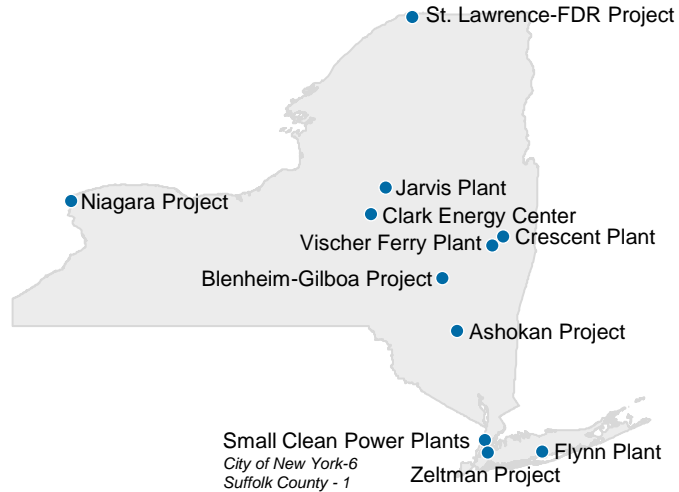 St. Lawrence-FDR Project
Jarvis Plant
Niagara Project
Clark Energy Center
Crescent Plant
Vischer Ferry Plant
Blenheim-Gilboa Project
Ashokan Project
Small Clean Power Plants
City of New York-6
Suffolk County - 1
Flynn Plant
Zeltman Project